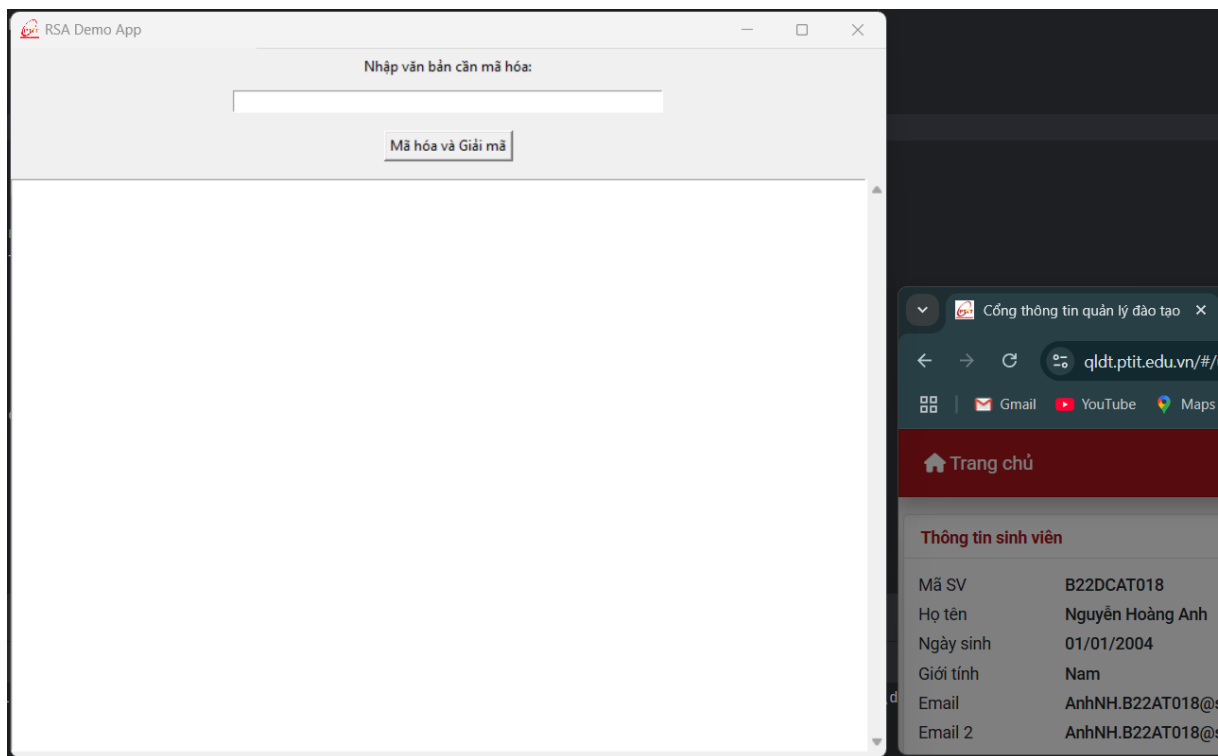 RSA Demo App
Nhập văn bản cần mã hóa:
Mã hóa và Giải mã
Cổng thông tin quản lý đào tạo
qldt.ptit.edu.vn/#/
Gmail YouTube Maps
Trang chủ
Thông tin sinh viên
Mã SV B22DCAT018
Họ tên Nguyễn Hoàng Anh
Ngày sinh 01/01/2004
Giới tính Nam
Email AnhNH.B22AT018@s
Email 2 AnhNH.B22AT018@s